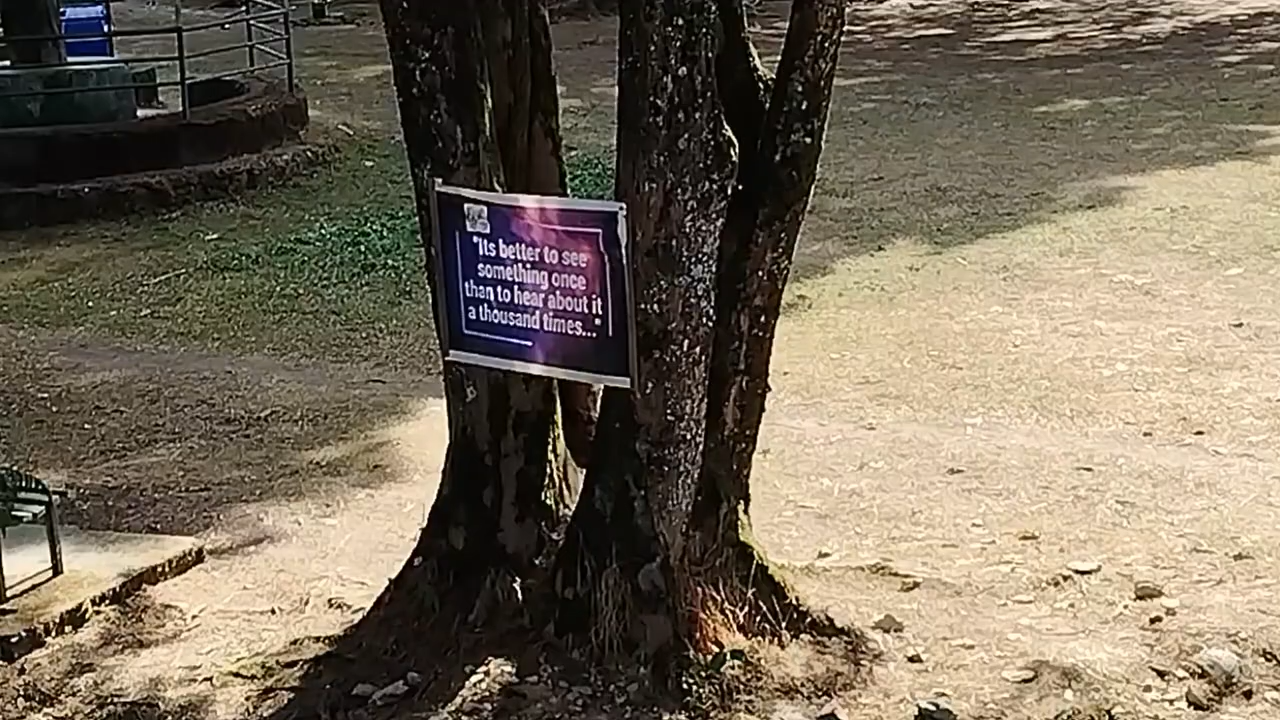 "Its better to see
something once
than to hear about it
a thousand times..."